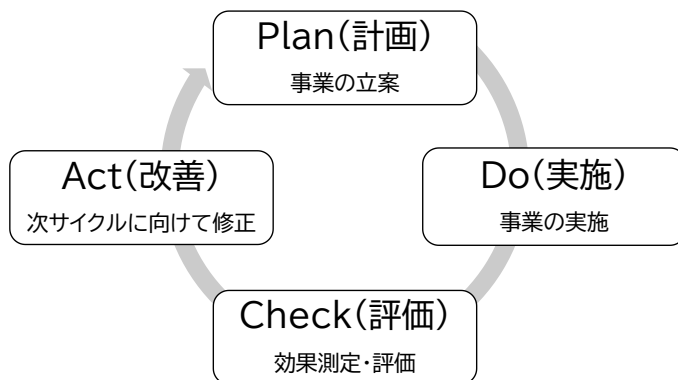 Plan(計画)
事業の立案
Do(実施)
事業の実施
Check(評価)
効果測定・評価
Act(改善)
次サイクルに向けて修正